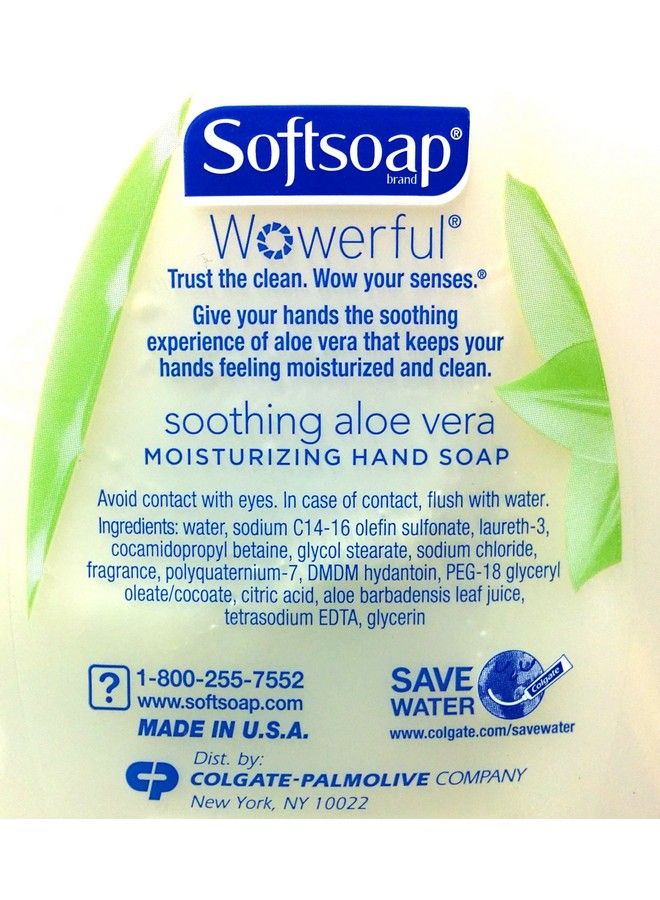 Softsoap®
brand
Wowerful®
Trust the clean. Wow your senses.®
Give your hands the soothing
experience of aloe vera that keeps your
hands feeling moisturized and clean.
soothing aloe vera
MOISTURIZING HAND SOAP
Avoid contact with eyes. In case of contact, flush with water.
Ingredients: water, sodium C14-16 olefin sulfonate, laureth-3,
cocamidopropyl betaine, glycol stearate, sodium chloride,
fragrance, polyquaternium-7, DMDM hydantoin, PEG-18 glyceryl
oleate/cocoate, citric acid, aloe barbadensis leaf juice,
tetrasodium EDTA, glycerin
?
1-800-255-7552
www.softsoap.com
MADE IN U.S.A.
SAVE
WATER
Colgate
www.colgate.com/savewater
Dist. by:
CP
COLGATE-PALMOLIVE COMPANY
New York, NY 10022